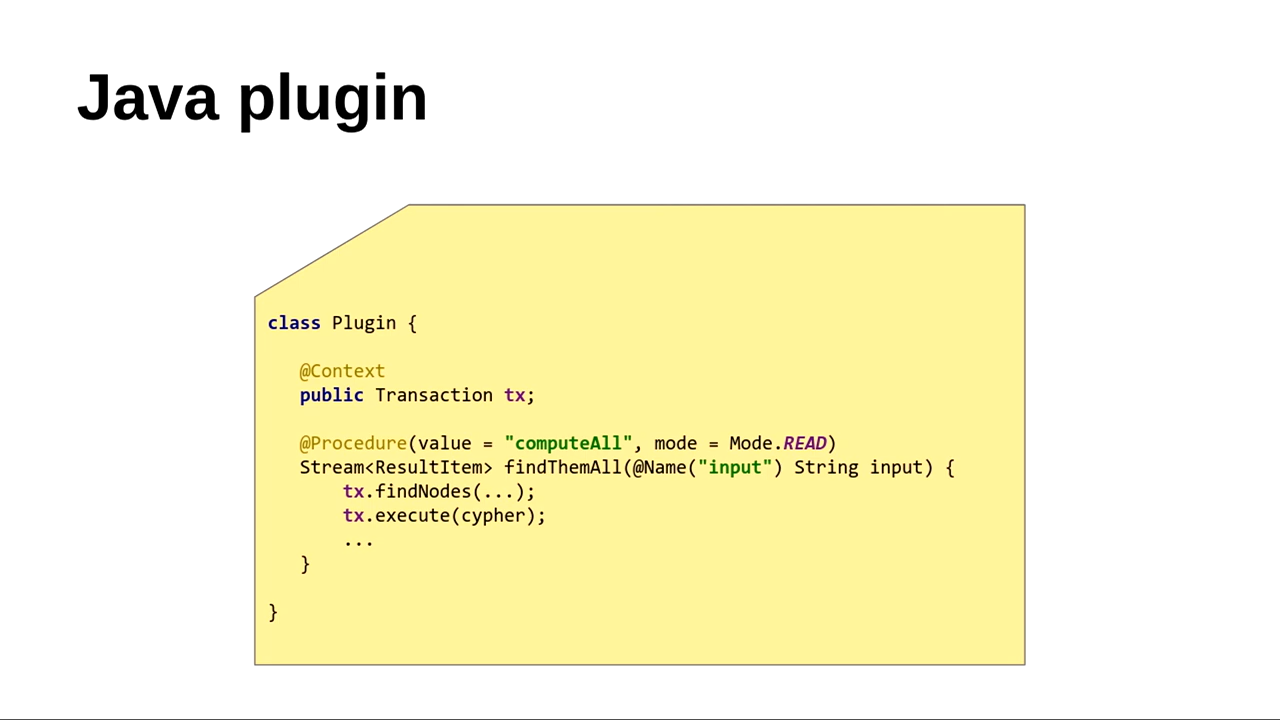 Java plugin
class Plugin {
@Context
public Transaction tx;
@Procedure(value = "computeAll", mode = Mode.READ)
Stream<ResultItem> findThemAll(@Name("input") String input) {
tx.findNodes(...);
tx.execute(cypher);
...
}
}